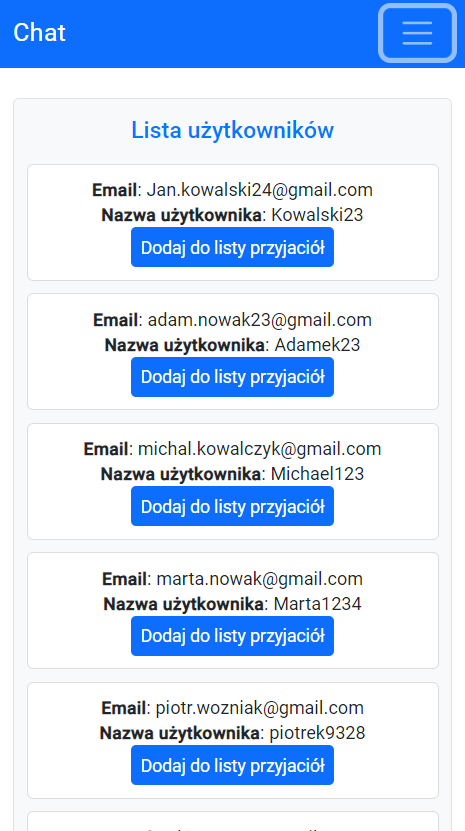 Chat
Lista użytkowników
Email: Jan.kowalski24@gmail.com
Nazwa użytkownika: Kowalski23
Dodaj do listy przyjaciół
Email: adam.nowak23@gmail.com
Nazwa użytkownika: Adamek23
Dodaj do listy przyjaciół
Email: michal.kowalczyk@gmail.com
Nazwa użytkownika: Michael123
Dodaj do listy przyjaciół
Email: marta.nowak@gmail.com
Nazwa użytkownika: Marta1234
Dodaj do listy przyjaciół
Email: piotr.wozniak@gmail.com
Nazwa użytkownika: piotrek9328
Dodaj do listy przyjaciół